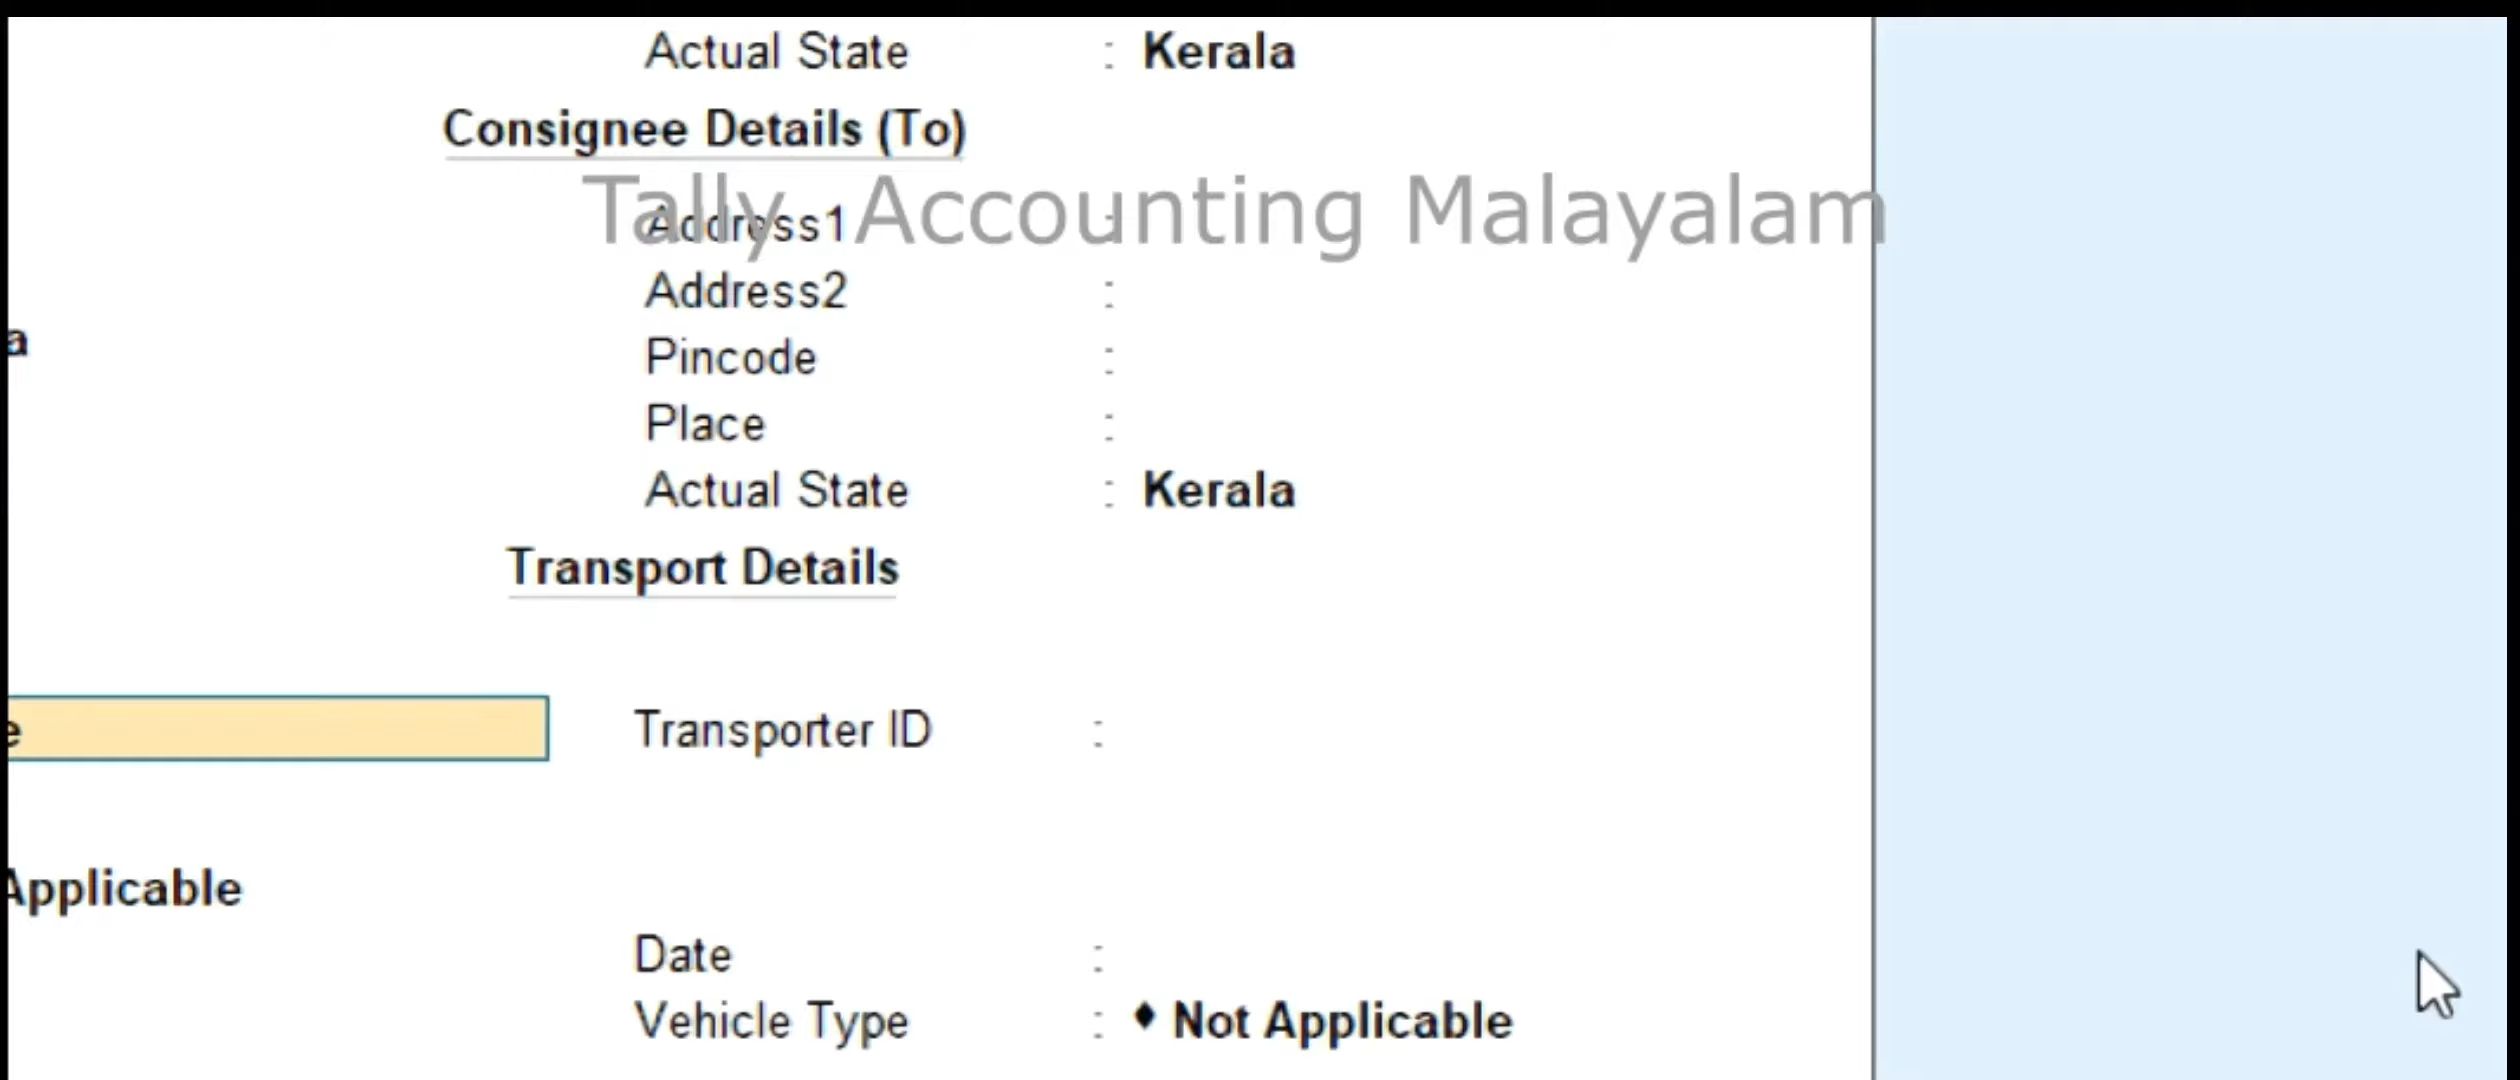 Actual State : Kerala
Consignee Details (To)
Tally Accounting Malayalam
Address1 :
Address2 :
a
Pincode :
Place :
Actual State : Kerala
Transport Details
e Transporter ID :
Applicable
Date :
Vehicle Type : ♦ Not Applicable